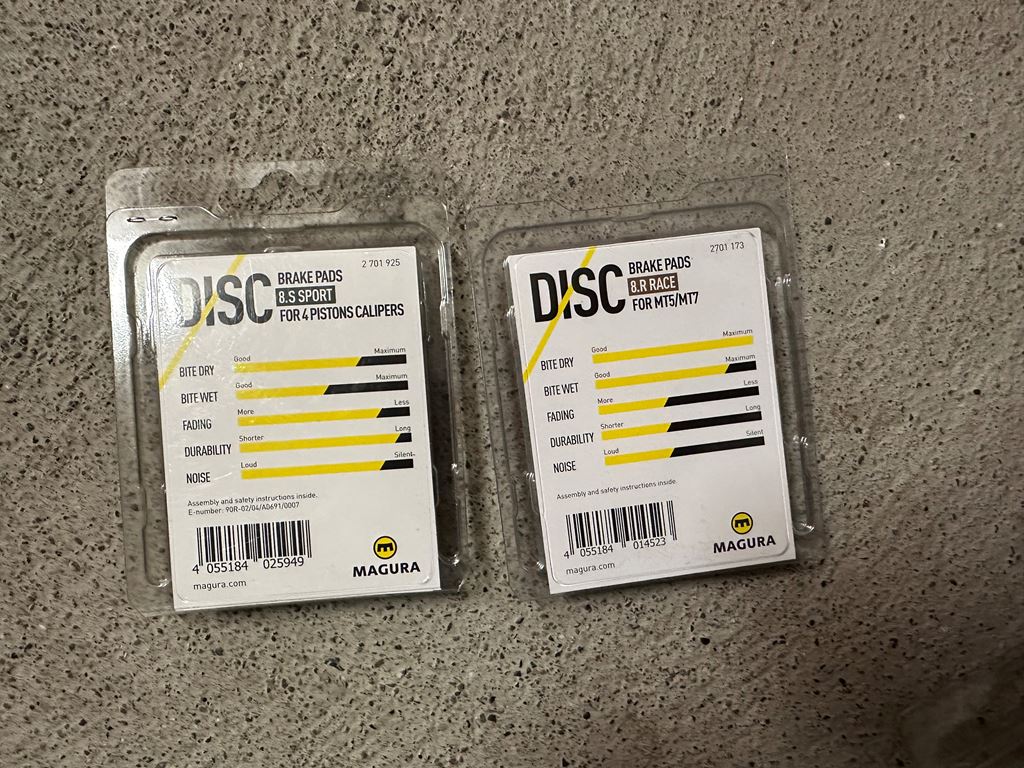 2 701 925
DISC BRAKE PADS
8.S SPORT
FOR 4 PISTONS CALIPERS
Good Maximum
BITE DRY
Good Maximum
BITE WET
More Less
FADING
Shorter Long
DURABILITY
Loud Silent
NOISE
Assembly and safety instructions inside.
E-number: 90R-02/04/A0691/0007
4 055184 025949
MAGURA
magura.com
2701 173
DISC BRAKE PADS
8.R RACE
FOR MT5/MT7
Good Maximum
BITE DRY
Good Maximum
BITE WET
More Less
FADING
Shorter Long
DURABILITY
Loud Silent
NOISE
Assembly and safety instructions inside.
4 055184 014523
MAGURA
magura.com